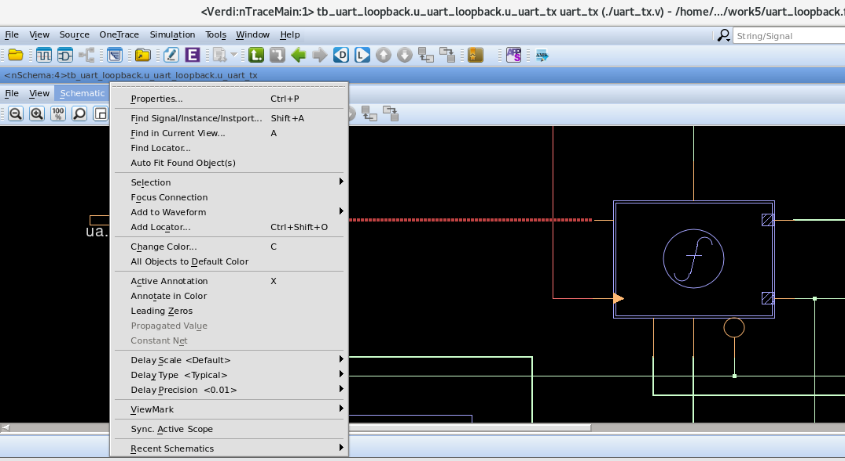 <Verdi:nTraceMain:1> tb_uart_loopback.u_uart_loopback.u_uart_tx uart_tx (./uart_tx.v) - /home/.../work5/uart_loopback.f
File View Source OneTrace Simulation Tools Window Help
String/Signal
<nSchema:4>tb_uart_loopback.u_uart_loopback.u_uart_tx
File View Schematic
100 %
Properties... Ctrl+P
Find Signal/Instance/Instport... Shift+A
Find in Current View... A
Find Locator...
Auto Fit Found Object(s)
Selection
Focus Connection
Add to Waveform
Add Locator... Ctrl+Shift+O
Change Color... C
All Objects to Default Color
Active Annotation X
Annotate in Color
Leading Zeros
Propagated Value
Constant Net
Delay Scale <Default>
Delay Type <Typical>
Delay Precision <0.01>
ViewMark
Sync. Active Scope
Recent Schematics
ua.